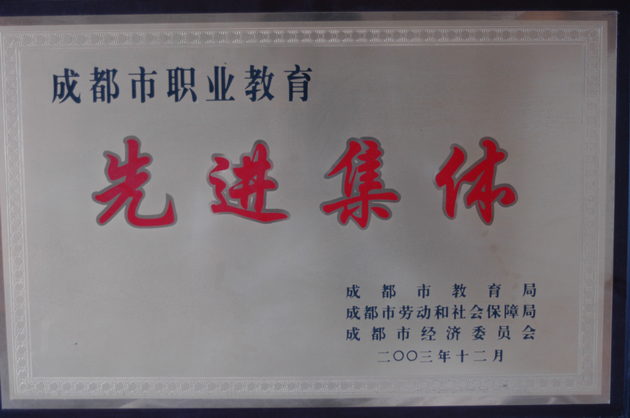 成都市职业教育
先进集体
成都市教育局
成都市劳动和社会保障局
成都市经济委员会
二〇〇三年十二月